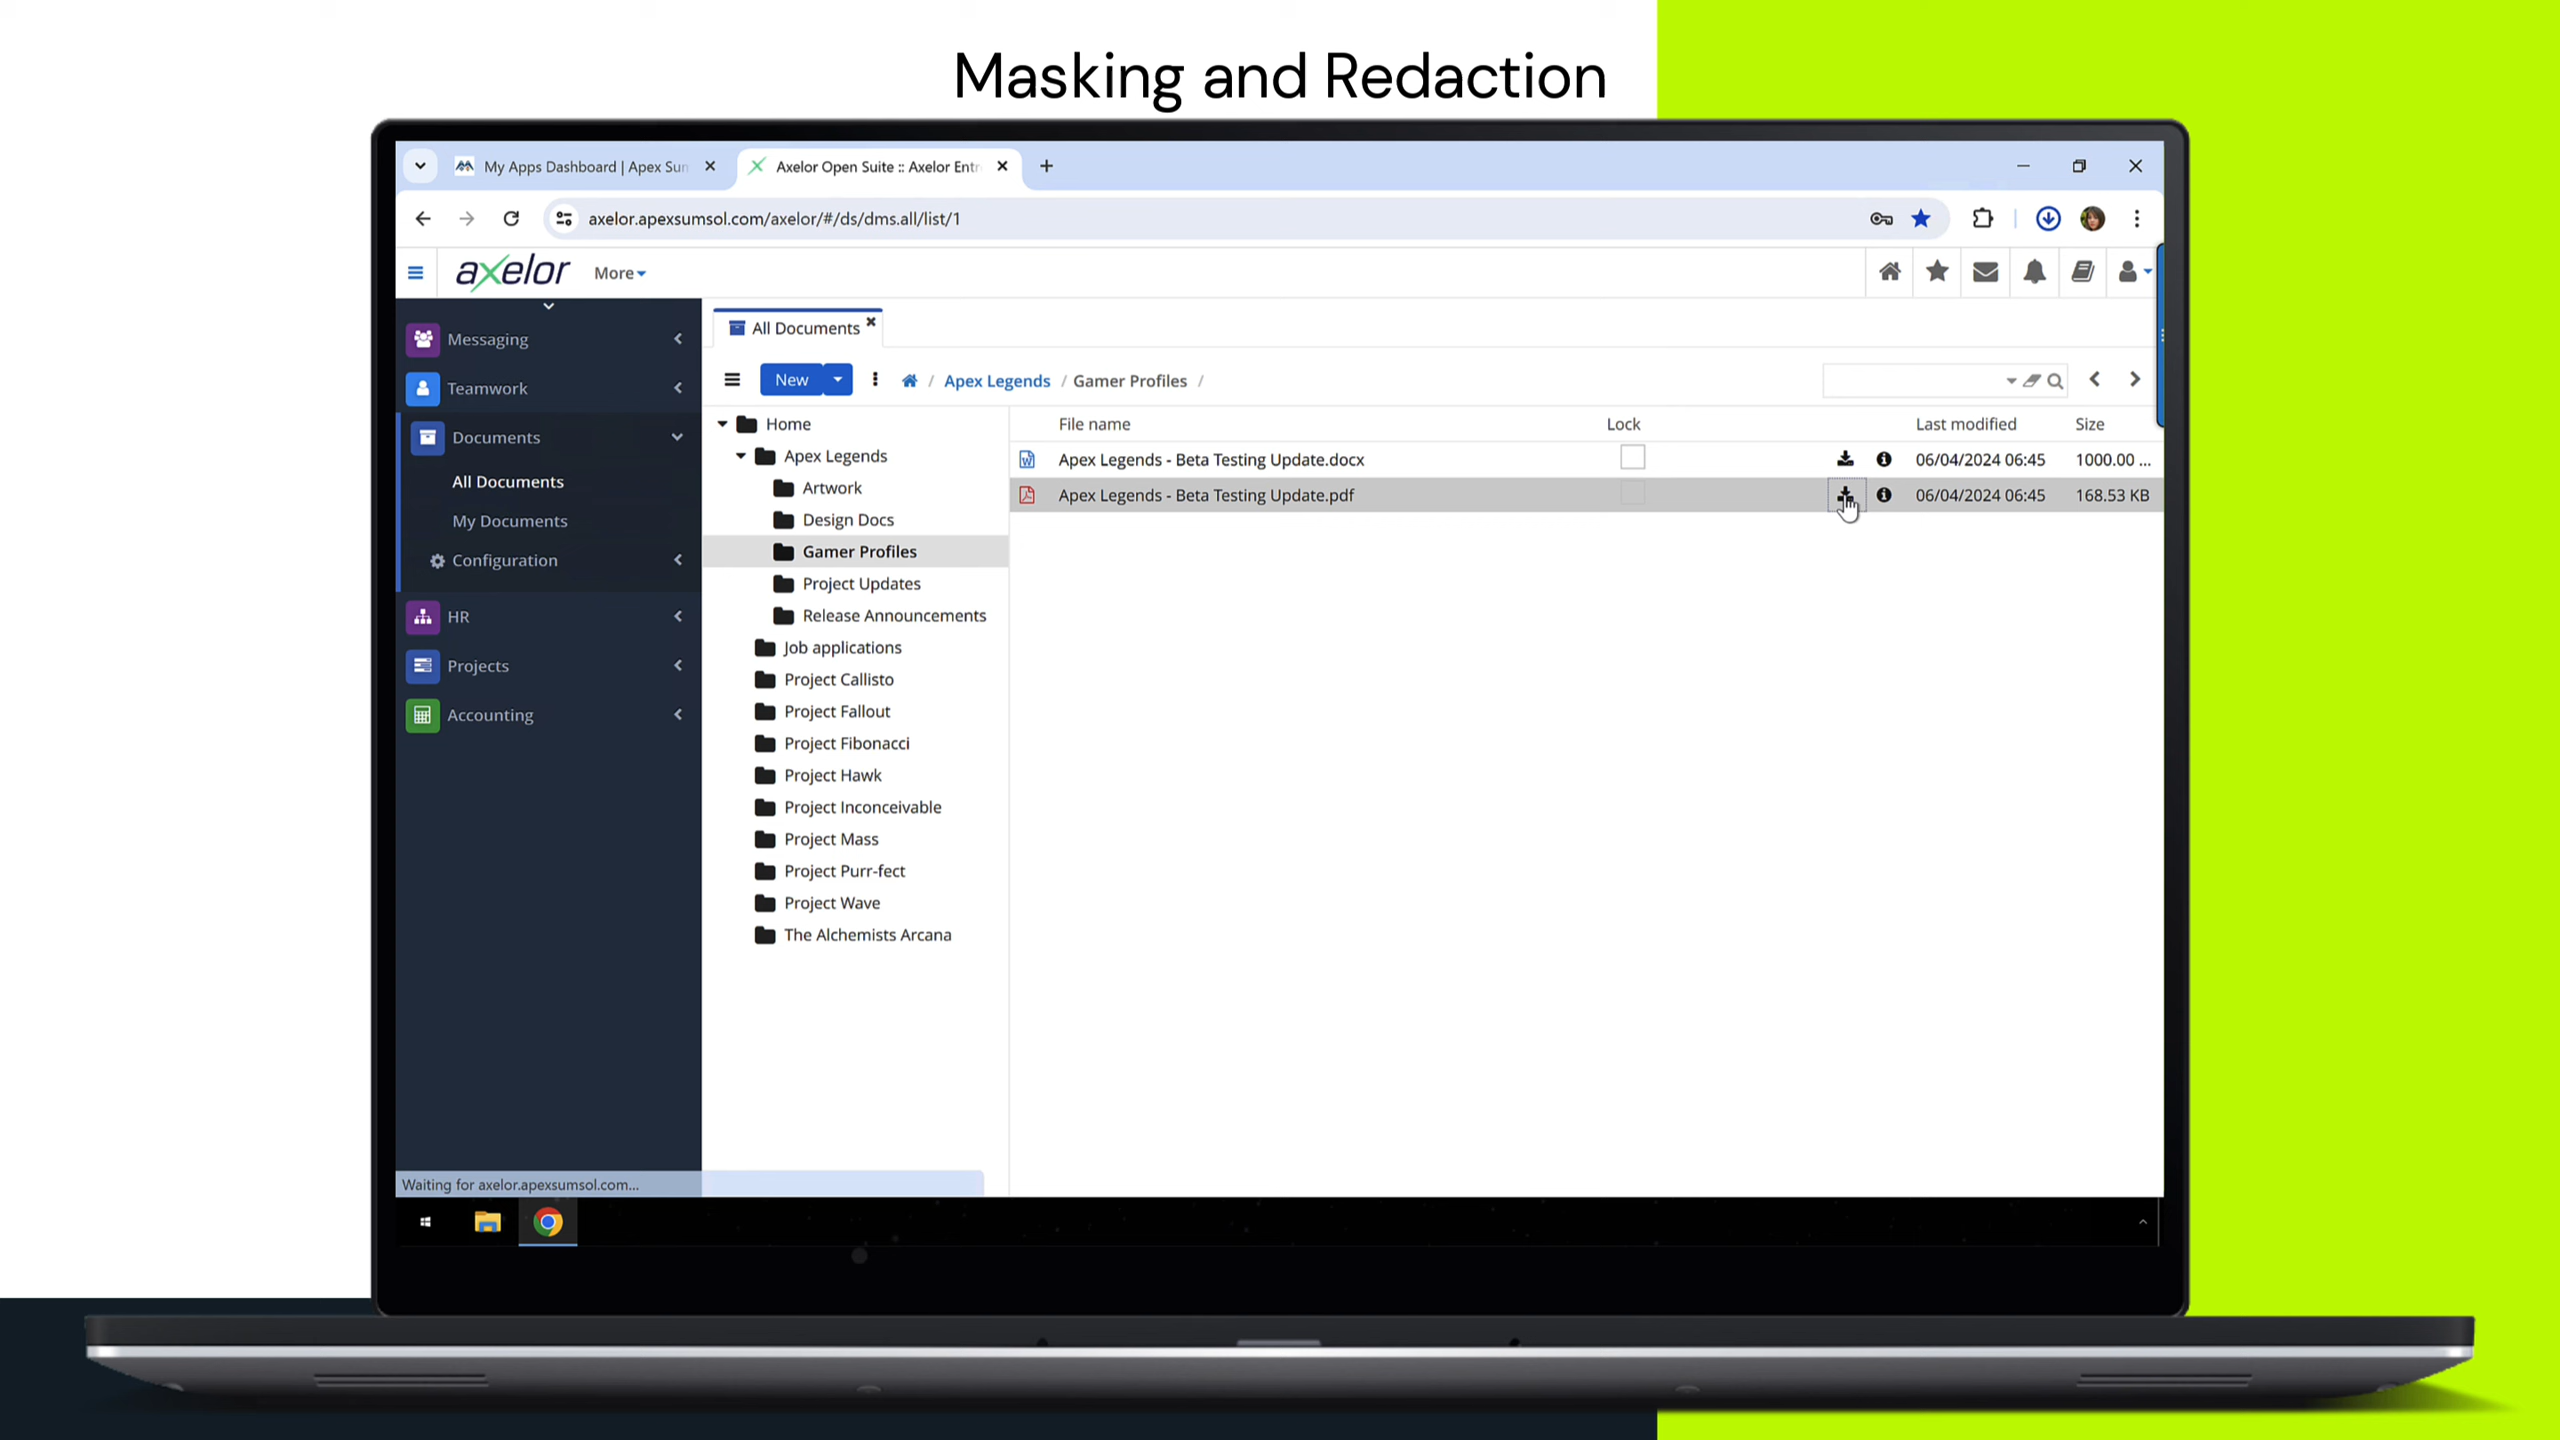 Masking and Redaction
My Apps Dashboard | Apex Sun
Axelor Open Suite :: Axelor Entr
axelor.apexsumsol.com/axelor/#/ds/dms.all/list/1
axelor
More
Messaging
Teamwork
Documents
All Documents
My Documents
Configuration
HR
Projects
Accounting
All Documents
New
/ Apex Legends / Gamer Profiles /
Home
Apex Legends
Artwork
Design Docs
Gamer Profiles
Project Updates
Release Announcements
Job applications
Project Callisto
Project Fallout
Project Fibonacci
Project Hawk
Project Inconceivable
Project Mass
Project Purr-fect
Project Wave
The Alchemists Arcana
File name Lock Last modified Size
Apex Legends - Beta Testing Update.docx 06/04/2024 06:45 1000.00 ...
Apex Legends - Beta Testing Update.pdf 06/04/2024 06:45 168.53 KB
Waiting for axelor.apexsumsol.com...